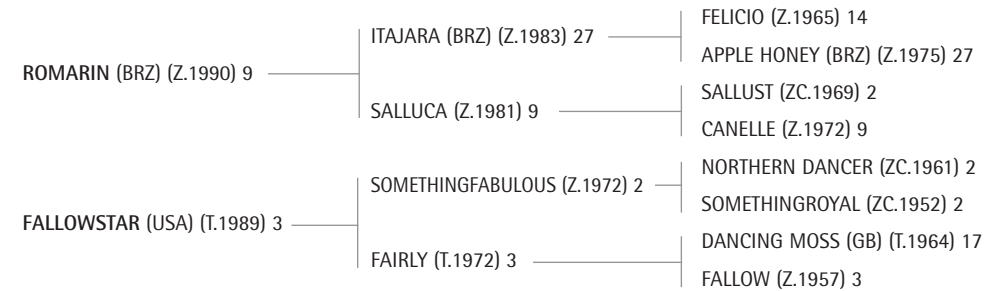 FELICIO (Z.1965) 14
ITAJARA (BRZ) (Z.1983) 27
APPLE HONEY (BRZ) (Z.1975) 27
ROMARIN (BRZ) (Z.1990) 9
SALLUST (ZC.1969) 2
SALLUCA (Z.1981) 9
CANELLE (Z.1972) 9
NORTHERN DANCER (ZC.1961) 2
SOMETHINGFABULOUS (Z.1972) 2
SOMETHINGROYAL (ZC.1952) 2
FALLOWSTAR (USA) (T.1989) 3
DANCING MOSS (GB) (T.1964) 17
FAIRLY (T.1972) 3
FALLOW (Z.1957) 3